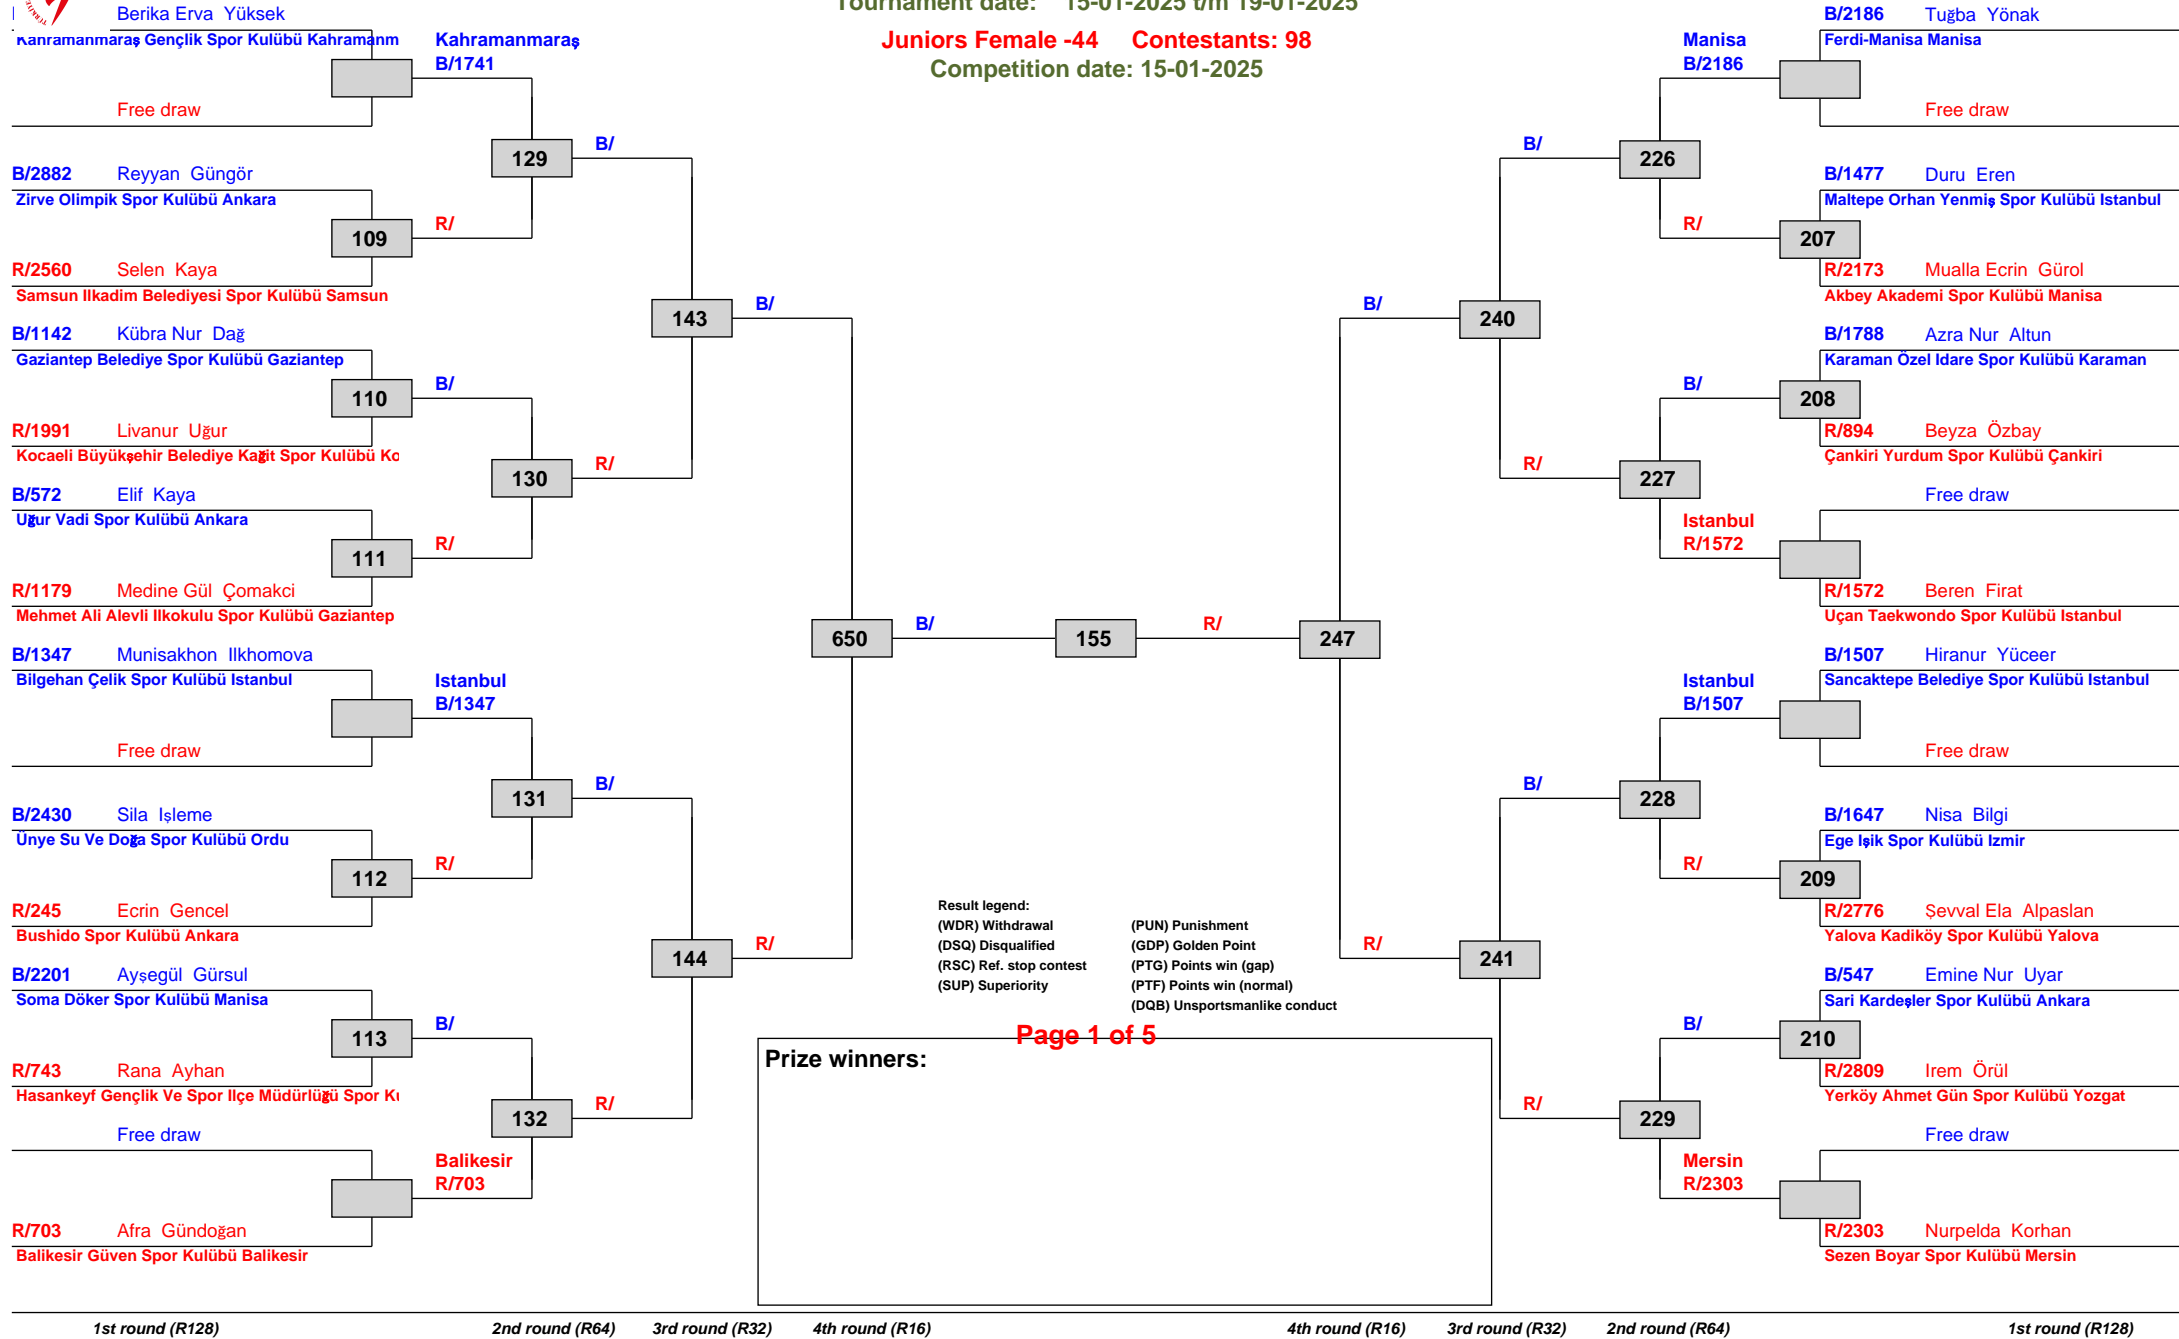 Tournament date: 15-01-2025 t/m 19-01-2025
Juniors Female -44 Contestants: 98
Competition date: 15-01-2025
Berika Erva Yüksek
Kahramanmaraş Gençlik Spor Kulübü Kahramanm
Free draw
B/2882 Reyyan Güngör
Zirve Olimpik Spor Kulübü Ankara
109
R/2560 Selen Kaya
Samsun Ilkadim Belediyesi Spor Kulübü Samsun
B/1142 Kübra Nur Dağ
Gaziantep Belediye Spor Kulübü Gaziantep
110
R/1991 Livanur Uğur
Kocaeli Büyükşehir Belediye Kağit Spor Kulübü Ko
B/572 Elif Kaya
Uğur Vadi Spor Kulübü Ankara
111
R/1179 Medine Gül Çomakci
Mehmet Ali Alevli Ilkokulu Spor Kulübü Gaziantep
B/1347 Munisakhon Ilkhomova
Bilgehan Çelik Spor Kulübü Istanbul
Free draw
B/2430 Sila Işleme
Ünye Su Ve Doğa Spor Kulübü Ordu
112
R/245 Ecrin Gencel
Bushido Spor Kulübü Ankara
B/2201 Ayşegül Gürsul
Soma Döker Spor Kulübü Manisa
113
R/743 Rana Ayhan
Hasankeyf Gençlik Ve Spor Ilçe Müdürlüğü Spor Ku
Free draw
R/703 Afra Gündoğan
Balikesir Güven Spor Kulübü Balikesir
Kahramanmaraş
B/1741
129
R/
B/
130
R/
Istanbul
B/1347
131
R/
B/
132
Balikesir
R/703
B/
143
R/
B/
144
R/
B/
650
R/
B/
155
R/
247
B/
R/
B/
240
R/
B/
241
R/
Manisa
B/2186
226
R/
B/
227
Istanbul
R/1572
Istanbul
B/1507
228
R/
B/
229
Mersin
R/2303
B/2186 Tuğba Yönak
Ferdi-Manisa Manisa
Free draw
B/1477 Duru Eren
Maltepe Orhan Yenmiş Spor Kulübü Istanbul
207
R/2173 Mualla Ecrin Gürol
Akbey Akademi Spor Kulübü Manisa
B/1788 Azra Nur Altun
Karaman Özel Idare Spor Kulübü Karaman
208
R/894 Beyza Özbay
Çankiri Yurdum Spor Kulübü Çankiri
Free draw
R/1572 Beren Firat
Uçan Taekwondo Spor Kulübü Istanbul
B/1507 Hiranur Yüceer
Sancaktepe Belediye Spor Kulübü Istanbul
Free draw
B/1647 Nisa Bilgi
Ege Işik Spor Kulübü Izmir
209
R/2776 Şevval Ela Alpaslan
Yalova Kadiköy Spor Kulübü Yalova
B/547 Emine Nur Uyar
Sari Kardeşler Spor Kulübü Ankara
210
R/2809 Irem Örül
Yerköy Ahmet Gün Spor Kulübü Yozgat
Free draw
R/2303 Nurpelda Korhan
Sezen Boyar Spor Kulübü Mersin
Result legend:
(WDR) Withdrawal (PUN) Punishment
(DSQ) Disqualified (GDP) Golden Point
(RSC) Ref. stop contest (PTG) Points win (gap)
(SUP) Superiority (PTF) Points win (normal)
(DQB) Unsportsmanlike conduct
Page 1 of 5
Prize winners:
1st round (R128) 2nd round (R64) 3rd round (R32) 4th round (R16) 4th round (R16) 3rd round (R32) 2nd round (R64) 1st round (R128)